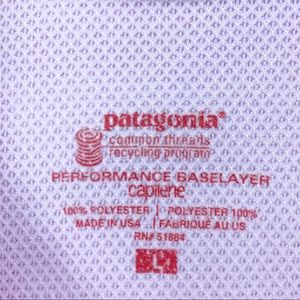 patagonia®
common threads
recycling program
PERFORMANCE BASELAYER
capilene
100% POLYESTER | POLYESTER 100%
MADE IN USA | FABRIQUÉ AU US
RN# 51884
L